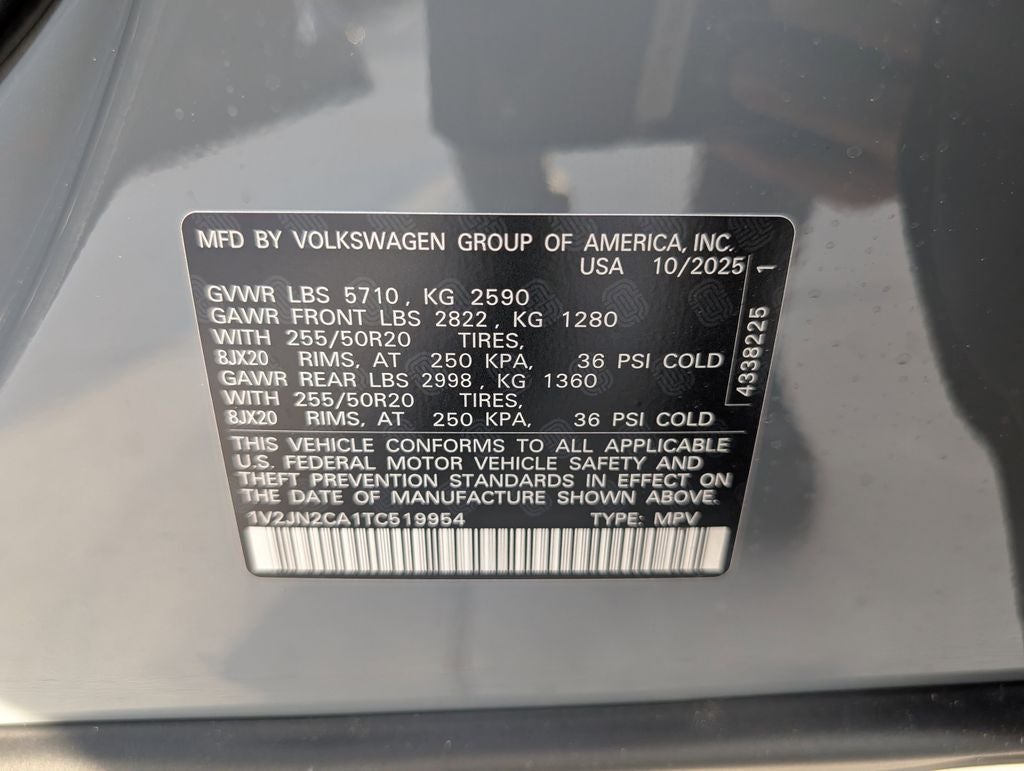 MFD BY VOLKSWAGEN GROUP OF AMERICA, INC.
USA 10/2025
GVWR LBS 5710, KG 2590
GAWR FRONT LBS 2822, KG 1280
WITH 255/50R20 TIRES,
8JX20 RIMS, AT 250 KPA, 36 PSI COLD
GAWR REAR LBS 2998, KG 1360
WITH 255/50R20 TIRES,
8JX20 RIMS, AT 250 KPA, 36 PSI COLD
4338225 1
THIS VEHICLE CONFORMS TO ALL APPLICABLE
U.S. FEDERAL MOTOR VEHICLE SAFETY AND
THEFT PREVENTION STANDARDS IN EFFECT ON
THE DATE OF MANUFACTURE SHOWN ABOVE.
1V2JN2CA1TC519954 TYPE: MPV